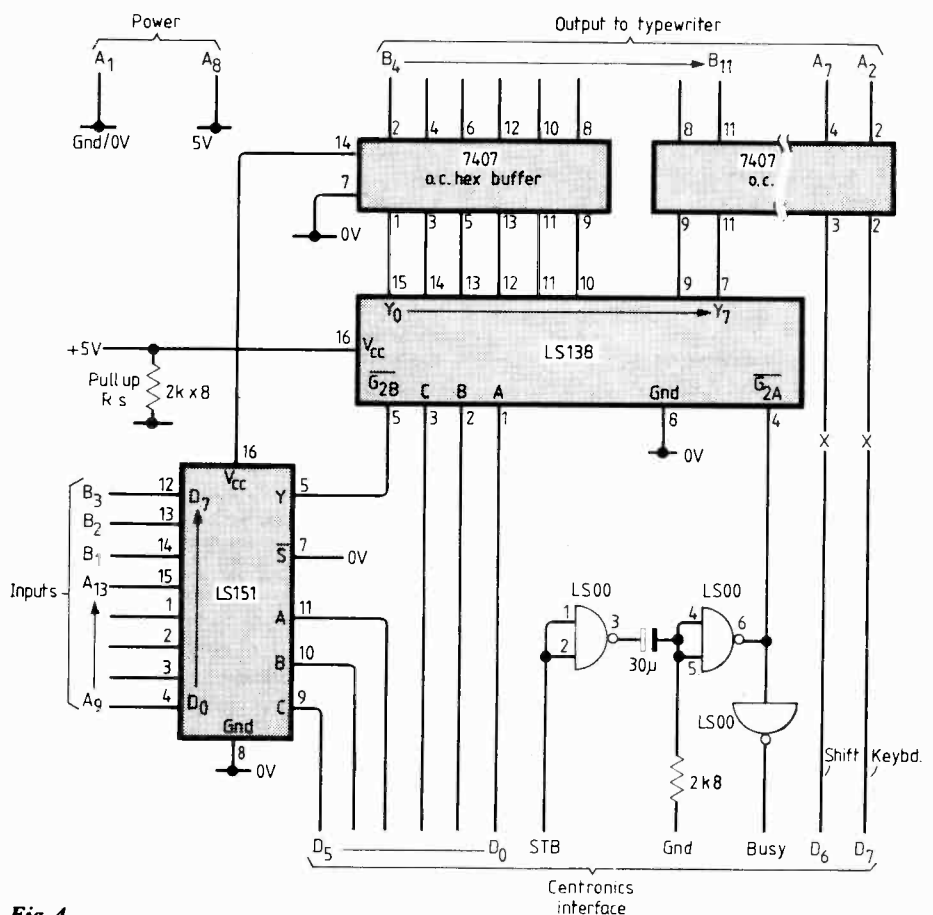 Power
Output to typewriter
A1 A8
B4 B11 A7 A2
Gnd/0V 5V
2 4 6 12 10 8 8 11 4 2
14 7407 7407
o.c. hex buffer o.c.
7
0V
1 3 5 13 11 9 9 11 3 2
15 14 13 12 11 10 9 7
Y0 Y7
+5V 16 VCC LS138
Pull up R's 2k x 8
G2B C B A Gnd G2A
5 3 2 1 8 4
0V
X X
16
VCC
B3 12 D7 Y 5
B2 13
B1 14 S 7 0V
Inputs A13 15 LS151
1 A 11
2 B 10
3
A9 4 D0 C 9
Gnd
8 0V
LS00 LS00
1 2 3 30µ 4 5 6
LS00
2k8
Shift Keybd.
D5 D0 STB Gnd Busy D6 D7
Centronics
interface
Fig. 4